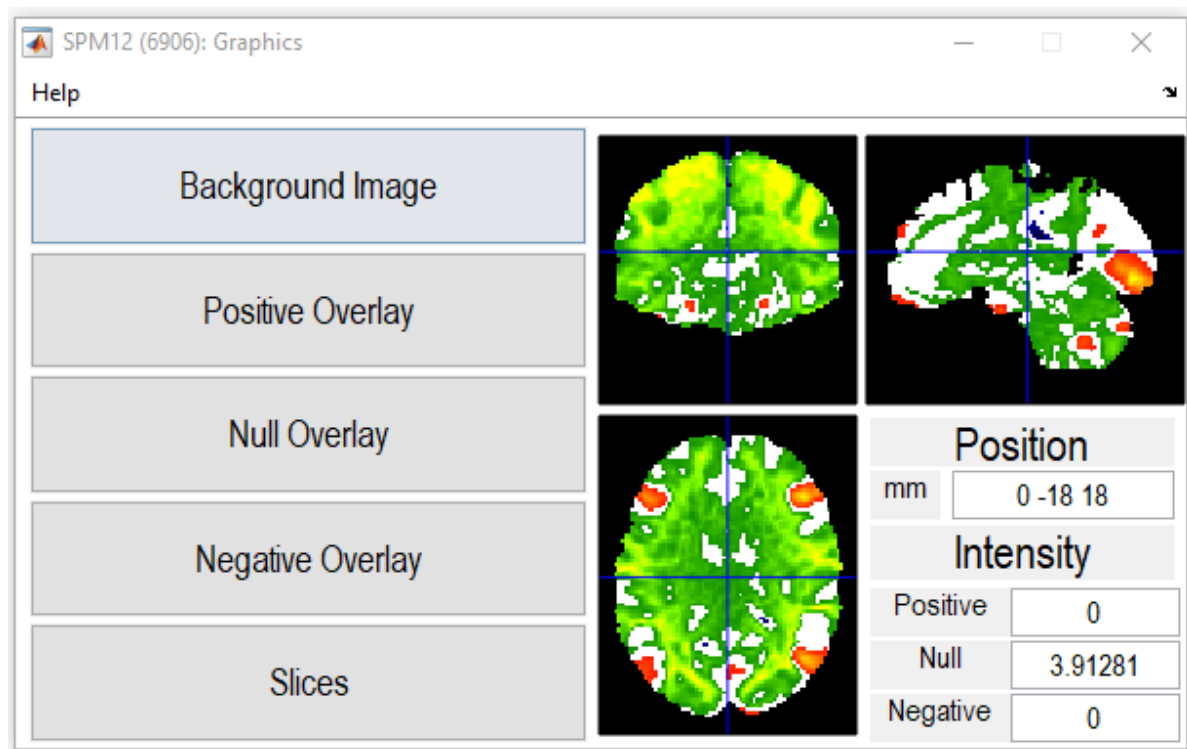 SPM12 (6906): Graphics
Help
Background Image
Positive Overlay
Null Overlay
Negative Overlay
Slices
Position
mm 0 -18 18
Intensity
Positive 0
Null 3.91281
Negative 0